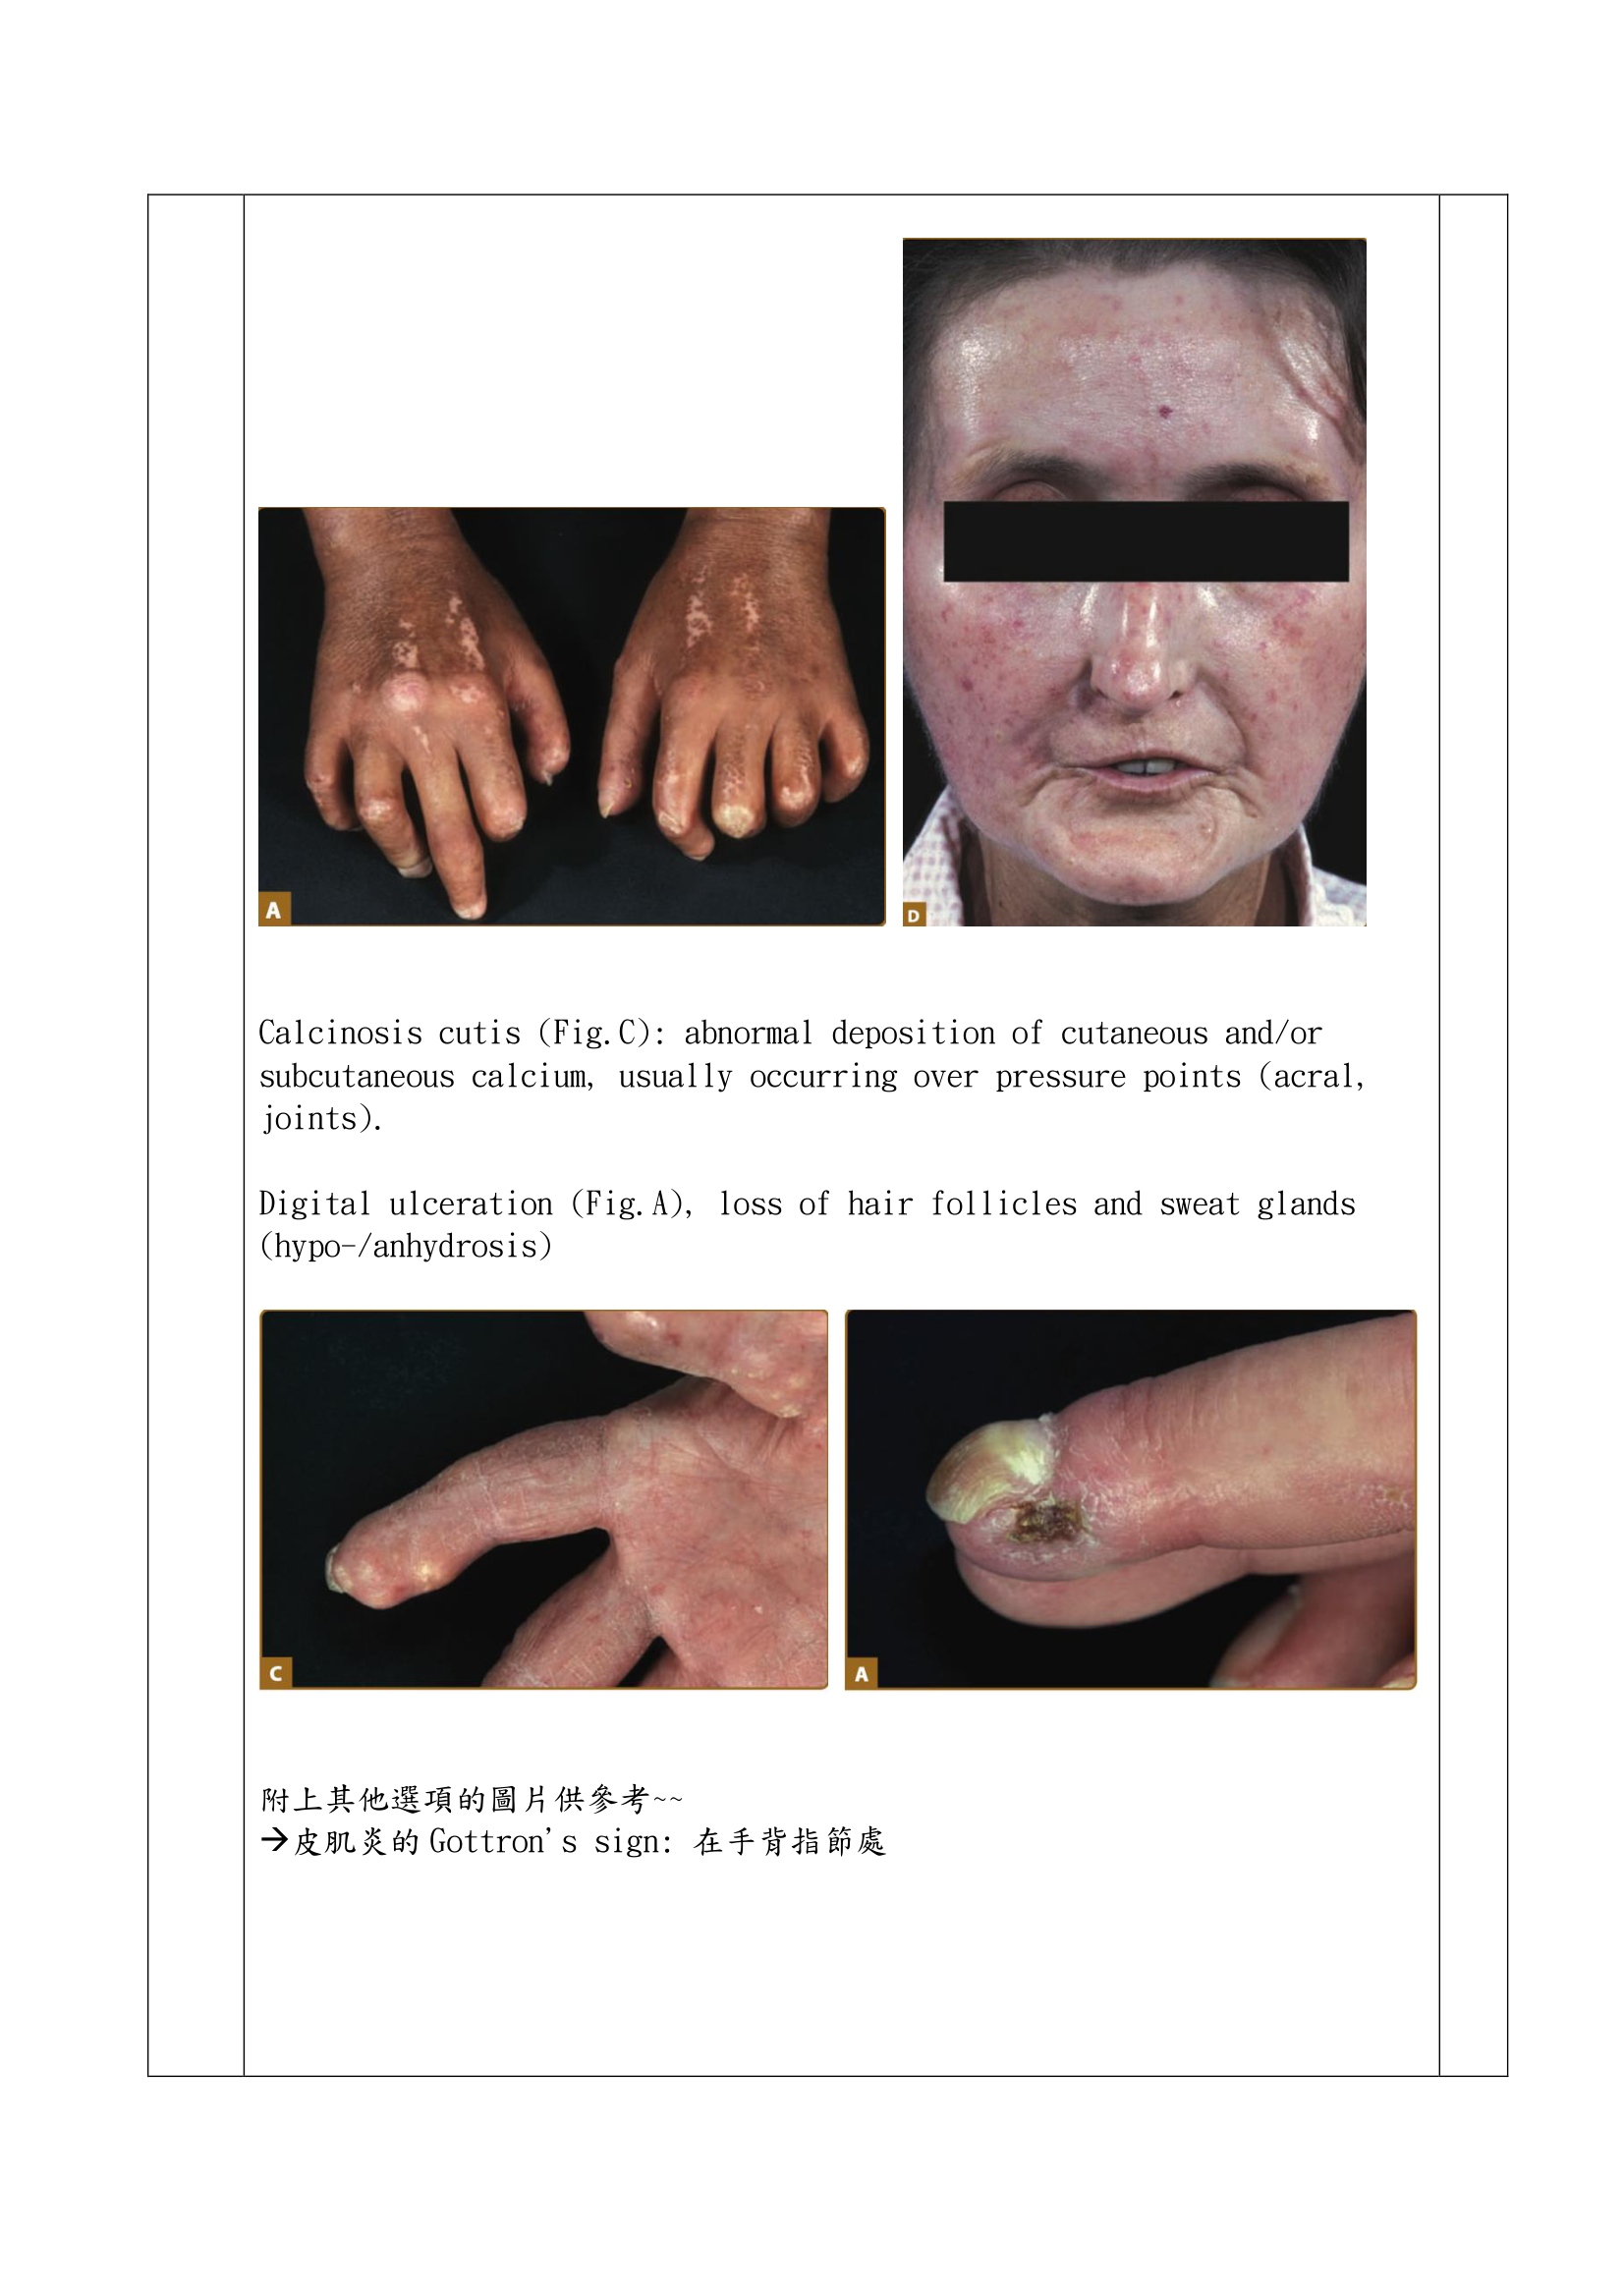 A
D
Calcinosis cutis (Fig.C): abnormal deposition of cutaneous and/or
subcutaneous calcium, usually occurring over pressure points (acral,
joints).
Digital ulceration (Fig.A), loss of hair follicles and sweat glands
(hypo-/anhydrosis)
C
A
附上其他選項的圖片供參考~~
→皮肌炎的 Gottron's sign: 在手背指節處